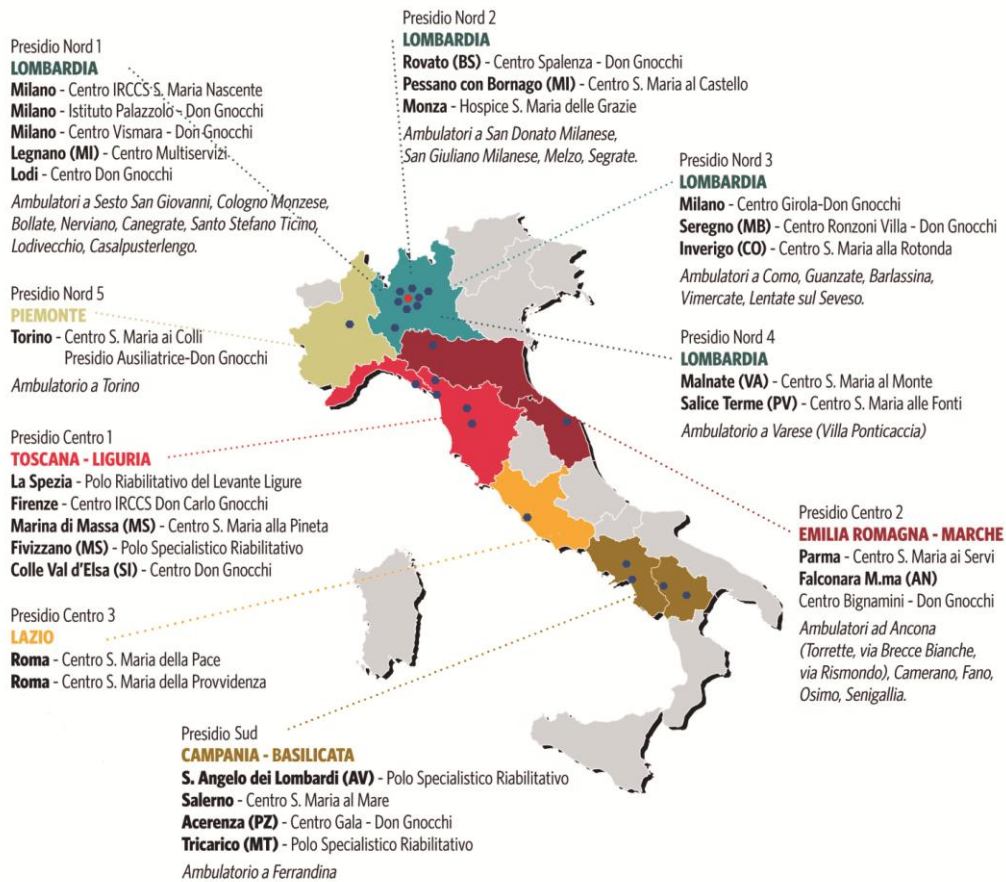 Presidio Nord 1
LOMBARDIA
Milano - Centro IRCCS S. Maria Nascente
Milano - Istituto Palazzolo - Don Gnocchi
Milano - Centro Vismara - Don Gnocchi
Legnano (MI) - Centro Multiservizi
Lodi - Centro Don Gnocchi
Ambulatori a Sesto San Giovanni, Cologno Monzese,
Bollate, Nerviano, Canegrate, Santo Stefano Ticino,
Lodivecchio, Casalpusterlengo.
Presidio Nord 2
LOMBARDIA
Rovato (BS) - Centro Spalenza - Don Gnocchi
Pessano con Bornago (MI) - Centro S. Maria al Castello
Monza - Hospice S. Maria delle Grazie
Ambulatori a San Donato Milanese,
San Giuliano Milanese, Melzo, Segrate.
Presidio Nord 3
LOMBARDIA
Milano - Centro Girola-Don Gnocchi
Seregno (MB) - Centro Ronzoni Villa - Don Gnocchi
Inverigo (CO) - Centro S. Maria alla Rotonda
Ambulatori a Como, Guanzate, Barlassina,
Vimercate, Lentate sul Seveso.
Presidio Nord 5
PIEMONTE
Torino - Centro S. Maria ai Colli
Presidio Ausiliatrice-Don Gnocchi
Ambulatorio a Torino
Presidio Nord 4
LOMBARDIA
Malnate (VA) - Centro S. Maria al Monte
Salice Terme (PV) - Centro S. Maria alle Fonti
Ambulatorio a Varese (Villa Ponticaccia)
Presidio Centro 1
TOSCANA - LIGURIA
La Spezia - Polo Riabilitativo del Levante Ligure
Firenze - Centro IRCCS Don Carlo Gnocchi
Marina di Massa (MS) - Centro S. Maria alla Pineta
Fivizzano (MS) - Polo Specialistico Riabilitativo
Colle Val d'Elsa (SI) - Centro Don Gnocchi
Presidio Centro 2
EMILIA ROMAGNA - MARCHE
Parma - Centro S. Maria ai Servi
Falconara M.ma (AN)
Centro Bignamini - Don Gnocchi
Ambulatori ad Ancona
(Torrette, via Brecce Bianche,
via Rismondo), Camerano, Fano,
Osimo, Senigallia.
Presidio Centro 3
LAZIO
Roma - Centro S. Maria della Pace
Roma - Centro S. Maria della Provvidenza
Presidio Sud
CAMPANIA - BASILICATA
S. Angelo dei Lombardi (AV) - Polo Specialistico Riabilitativo
Salerno - Centro S. Maria al Mare
Acerenza (PZ) - Centro Gala - Don Gnocchi
Tricarico (MT) - Polo Specialistico Riabilitativo
Ambulatorio a Ferrandina